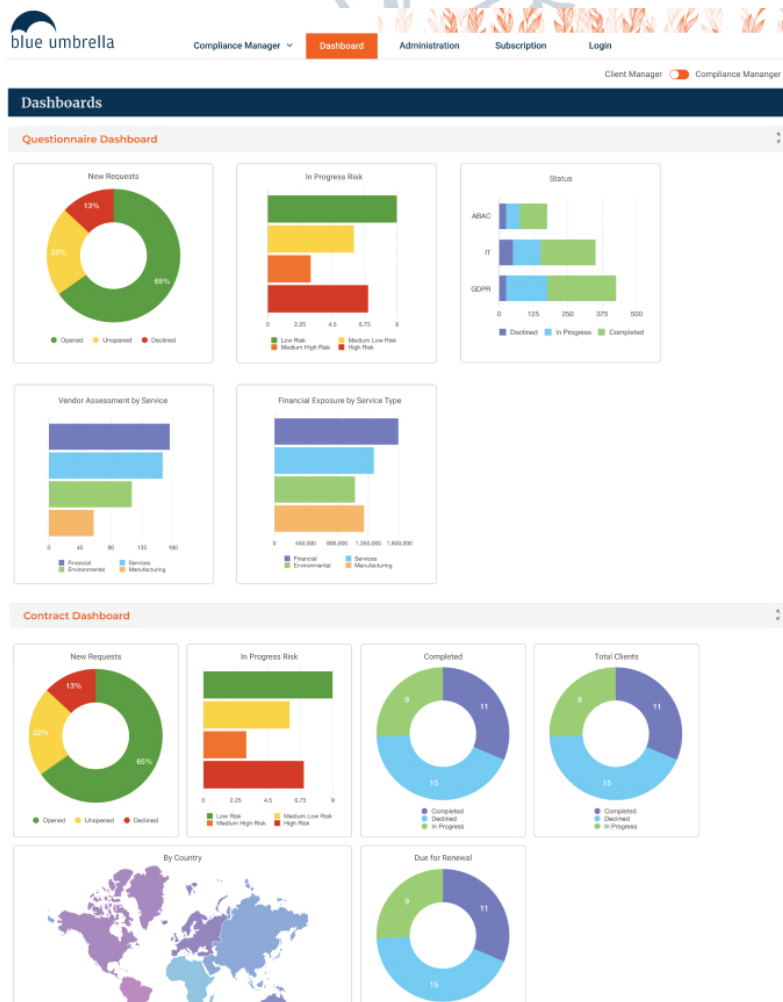 blue umbrella
Compliance Manager Dashboard Administration Subscription Login
Client Manager Compliance Mananger
Dashboards
Questionnaire Dashboard
New Requests
13%
22%
65%
Opened Unopened Declined
In Progress Risk
0 2.25 4.5 6.75 9
Low Risk Medium Low Risk
Medium High Risk High Risk
Status
ABAC
IT
GDPR
0 125 250 375 500
Declined In Progress Completed
Vendor Assessment by Service
0 45 90 135 180
Financial Services
Environmental Manufacturing
Financial Exposure by Service Type
0 450,000 900,000 1,350,000 1,800,000
Financial Services
Environmental Manufacturing
Contract Dashboard
New Requests
13%
22%
65%
Opened Unopened Declined
In Progress Risk
0 2.25 4.5 6.75 9
Low Risk Medium Low Risk
Medium High Risk High Risk
Completed
9 11
15
Completed
Declined
In Progress
Total Clients
9 11
15
Completed
Declined
In Progress
By Country
Due for Renewal
9 11
15